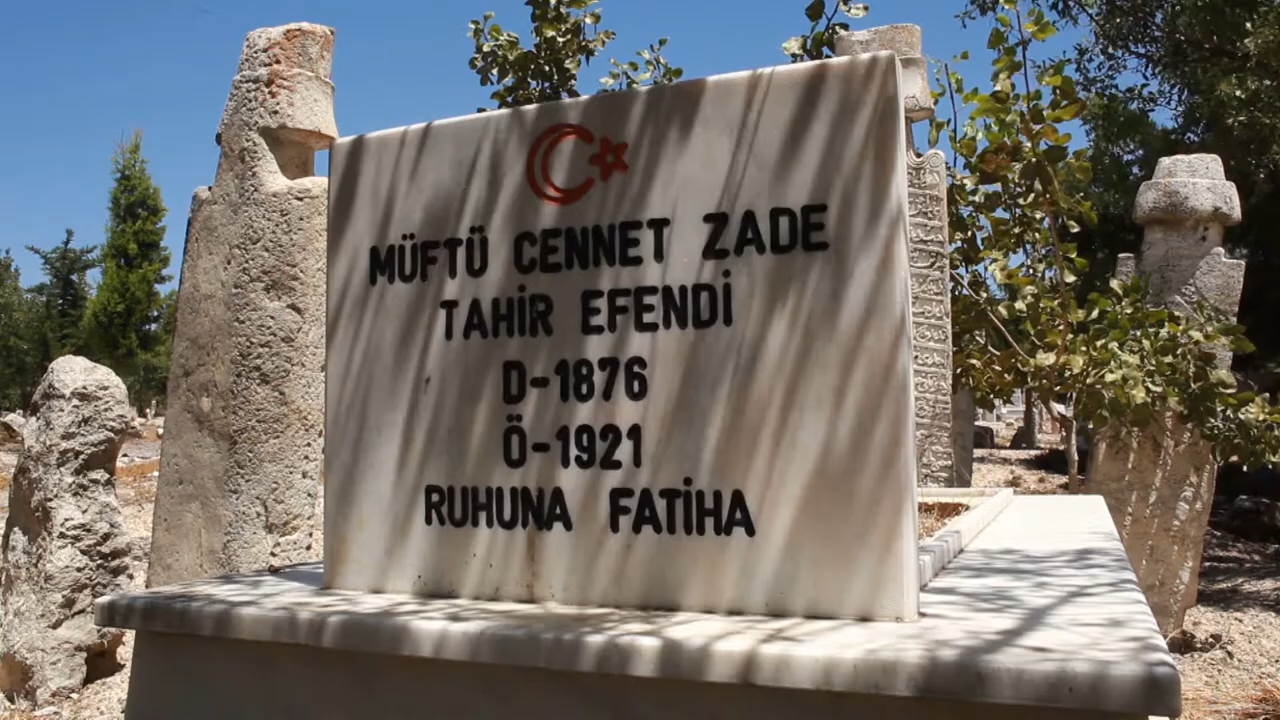 MÜFTÜ CENNET ZADE
TAHİR EFENDİ
D-1876
Ö-1921
RUHUNA FATİHA